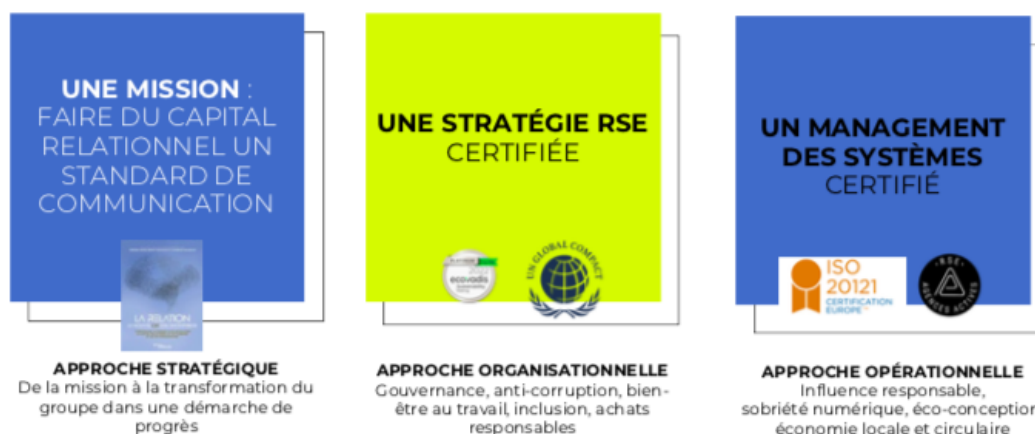 UNE MISSION :
FAIRE DU CAPITAL
RELATIONNEL UN
STANDARD DE
COMMUNICATION
LA RELATION
APPROCHE STRATÉGIQUE
De la mission à la transformation du
groupe dans une démarche de
progrès
UNE STRATÉGIE RSE
CERTIFIÉE
2022
ecovadis
UN GLOBAL COMPACT
APPROCHE ORGANISATIONNELLE
Gouvernance, anti-corruption, bien-
être au travail, inclusion, achats
responsables
UN MANAGEMENT
DES SYSTÈMES
CERTIFIÉ
ISO
20121
CERTIFICATION
EUROPE
RSE
AGENCES ACTIVES
APPROCHE OPÉRATIONNELLE
Influence responsable,
sobriété numérique, éco-conception
économie locale et circulaire